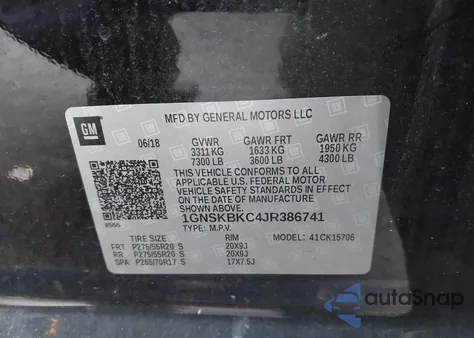 MFD BY GENERAL MOTORS LLC
GM
06/18 GVWR GAWR FRT GAWR RR
3311 KG 1633 KG 1950 KG
7300 LB 3600 LB 4300 LB
THIS VEHICLE CONFORMS TO ALL APPLICABLE U.S. FEDERAL MOTOR
VEHICLE SAFETY STANDARDS IN EFFECT ON THE DATE OF
MANUFACTURE SHOWN ABOVE.
1GNSKBKC4JR386741
TYPE: M.P.V.
TIRE SIZE RIM MODEL: 41CK15706
FRT P275/55R20 S 20X9J
RR P275/55R20 S 20X9J
SPA P265/70R17 S 17X7.5J
autoSnap